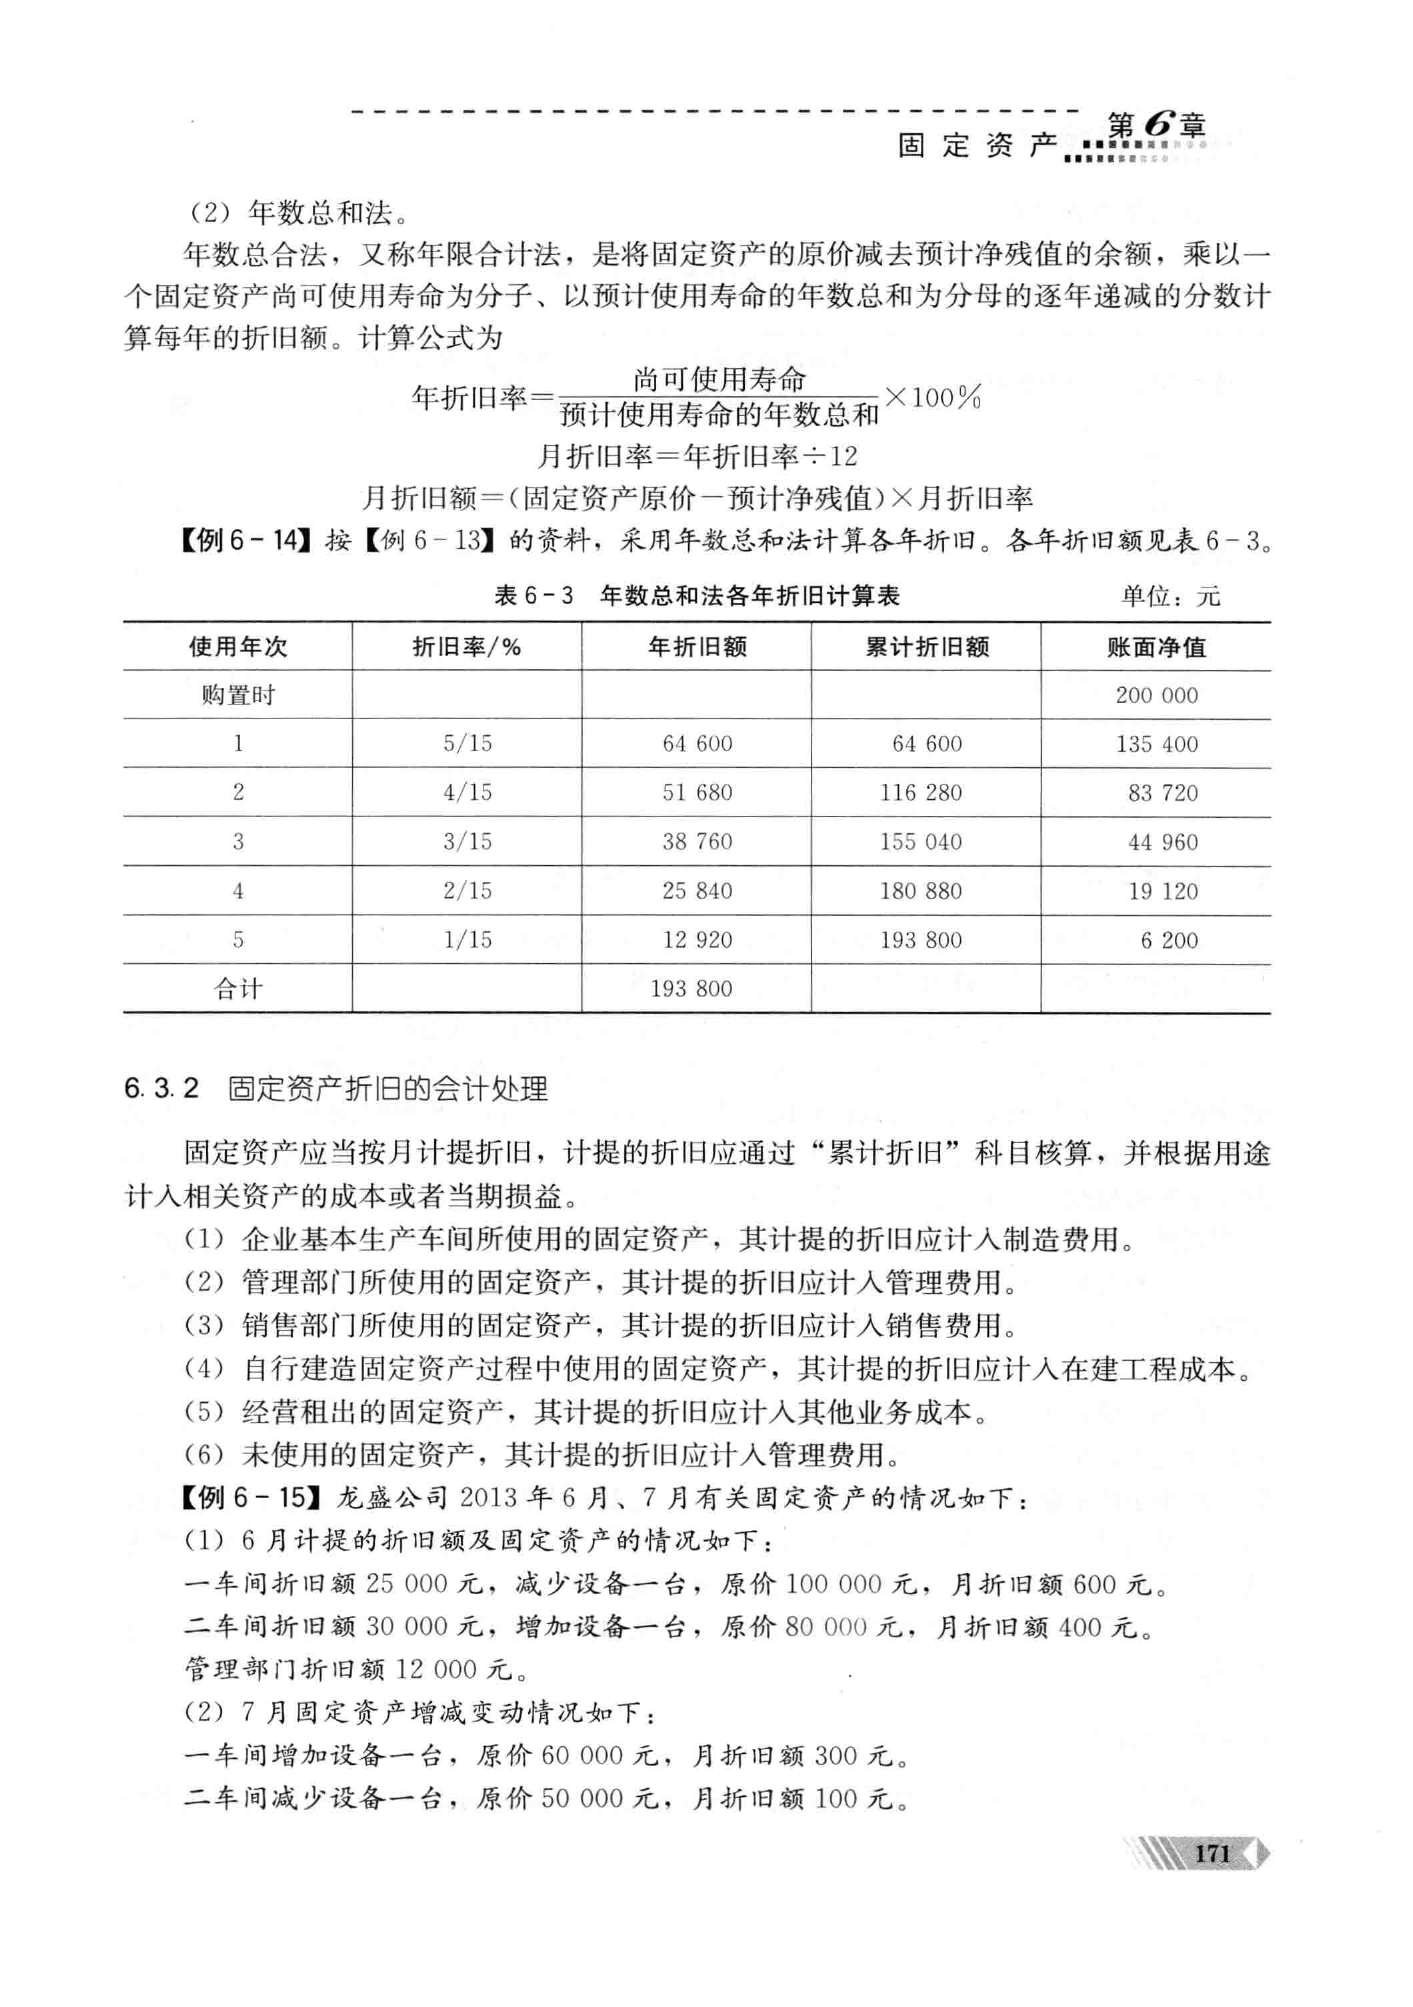 固定资产 第6章
（2）年数总和法。
年数总合法，又称年限合计法，是将固定资产的原价减去预计净残值的余额，乘以一
个固定资产尚可使用寿命为分子、以预计使用寿命的年数总和为分母的逐年递减的分数计
算每年的折旧额。计算公式为
年折旧率＝尚可使用寿命/预计使用寿命的年数总和×100%
月折旧率＝年折旧率÷12
月折旧额＝(固定资产原价－预计净残值)×月折旧率
【例6-14】按【例6-13】的资料，采用年数总和法计算各年折旧。各年折旧额见表6-3。
表6-3 年数总和法各年折旧计算表 单位：元
使用年次 折旧率/% 年折旧额 累计折旧额 账面净值
购置时 200 000
1 5/15 64 600 64 600 135 400
2 4/15 51 680 116 280 83 720
3 3/15 38 760 155 040 44 960
4 2/15 25 840 180 880 19 120
5 1/15 12 920 193 800 6 200
合计 193 800
6.3.2 固定资产折旧的会计处理
固定资产应当按月计提折旧，计提的折旧应通过“累计折旧”科目核算，并根据用途
计入相关资产的成本或者当期损益。
（1）企业基本生产车间所使用的固定资产，其计提的折旧应计入制造费用。
（2）管理部门所使用的固定资产，其计提的折旧应计入管理费用。
（3）销售部门所使用的固定资产，其计提的折旧应计入销售费用。
（4）自行建造固定资产过程中使用的固定资产，其计提的折旧应计入在建工程成本。
（5）经营租出的固定资产，其计提的折旧应计入其他业务成本。
（6）未使用的固定资产，其计提的折旧应计入管理费用。
【例6-15】龙盛公司2013年6月、7月有关固定资产的情况如下：
（1）6月计提的折旧额及固定资产的情况如下：
一车间折旧额25 000元，减少设备一台，原价100 000元，月折旧额600元。
二车间折旧额30 000元，增加设备一台，原价80 000元，月折旧额400元。
管理部门折旧额12 000元。
（2）7月固定资产增减变动情况如下：
一车间增加设备一台，原价60 000元，月折旧额300元。
二车间减少设备一台，原价50 000元，月折旧额100元。
171